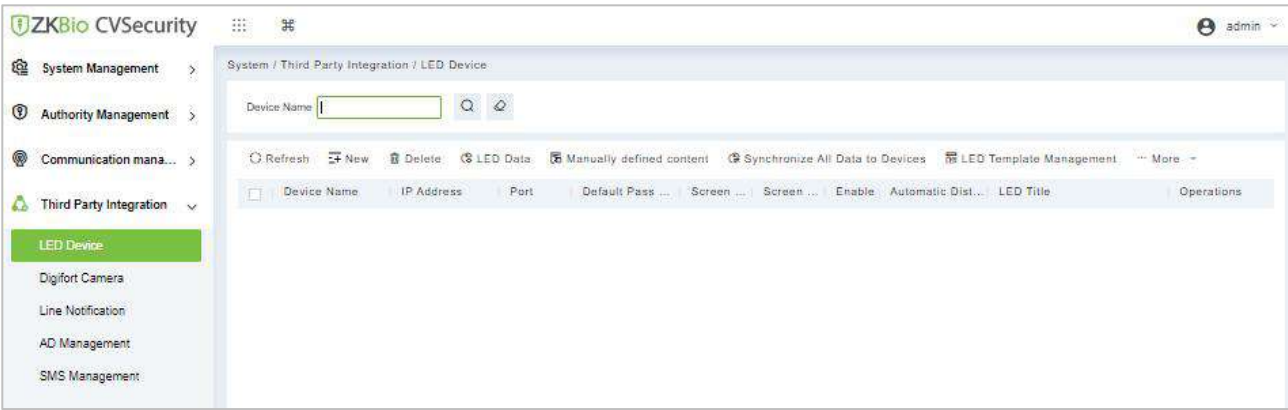 ZKBio CVSecurity
admin
System Management
Authority Management
Communication mana...
Third Party Integration
LED Device
Digifort Camera
Line Notification
AD Management
SMS Management
System / Third Party Integration / LED Device
Device Name
Refresh New Delete LED Data Manually defined content Synchronize All Data to Devices LED Template Management ··· More
Device Name IP Address Port Default Pass ... Screen ... Screen ... Enable Automatic Dist... LED Title Operations